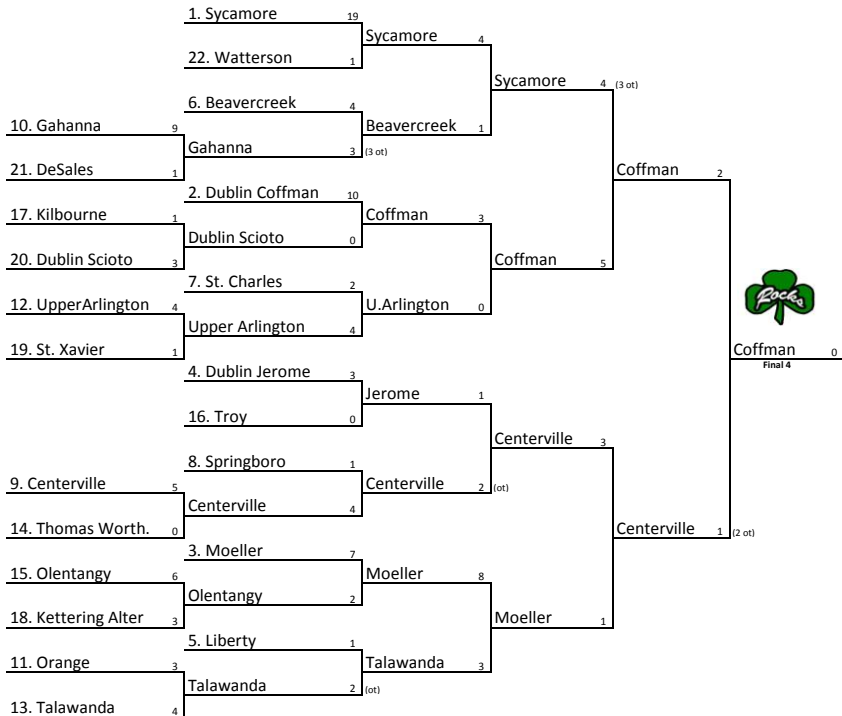 1. Sycamore 19
Sycamore 4
22. Watterson 1
Sycamore 4 (3 ot)
6. Beavercreek 4
10. Gahanna 9
Beavercreek 1
Gahanna 3 (3 ot)
21. DeSales 1
Coffman 2
2. Dublin Coffman 10
17. Kilbourne 1
Coffman 3
Dublin Scioto 0
20. Dublin Scioto 3
Coffman 5
7. St. Charles 2
12. UpperArlington 4
U.Arlington 0
Rocks
Upper Arlington 4
19. St. Xavier 1
Coffman 0
Final 4
4. Dublin Jerome 3
Jerome 1
16. Troy 0
Centerville 3
8. Springboro 1
9. Centerville 5
Centerville 2 (ot)
Centerville 4
14. Thomas Worth. 0
Centerville 1 (2 ot)
3. Moeller 7
15. Olentangy 6
Moeller 8
Olentangy 2
18. Kettering Alter 3
Moeller 1
5. Liberty 1
11. Orange 3
Talawanda 3
Talawanda 2 (ot)
13. Talawanda 4